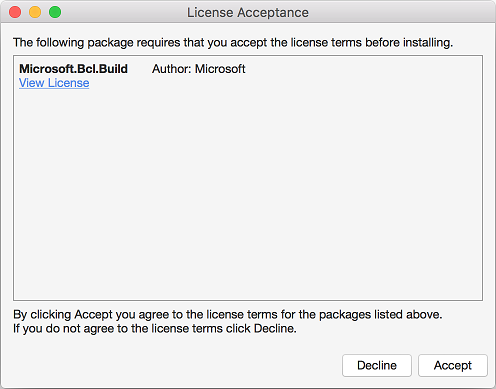 License Acceptance
The following package requires that you accept the license terms before installing.
Microsoft.Bcl.Build Author: Microsoft
View License
By clicking Accept you agree to the license terms for the packages listed above.
If you do not agree to the license terms click Decline.
Decline Accept